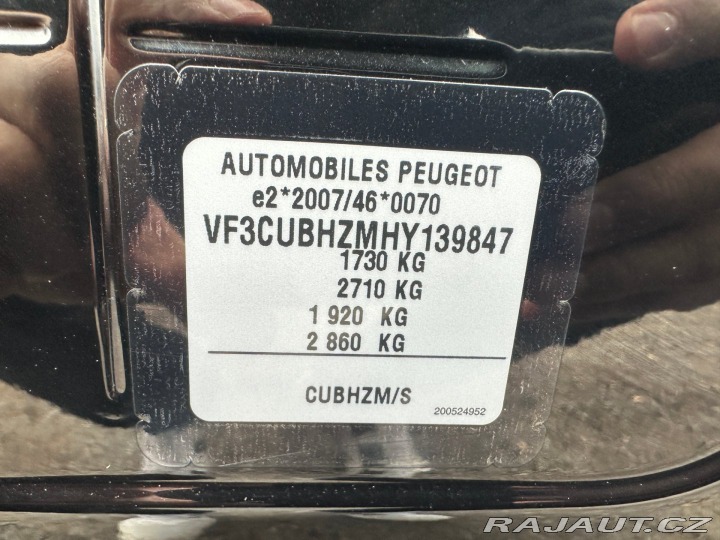 AUTOMOBILES PEUGEOT
e2*2007/46*0070
VF3CUBHZMHY139847
1730 KG
2710 KG
1 920 KG
2 860 KG
CUBHZM/S
200524952
RAJAUT.CZ